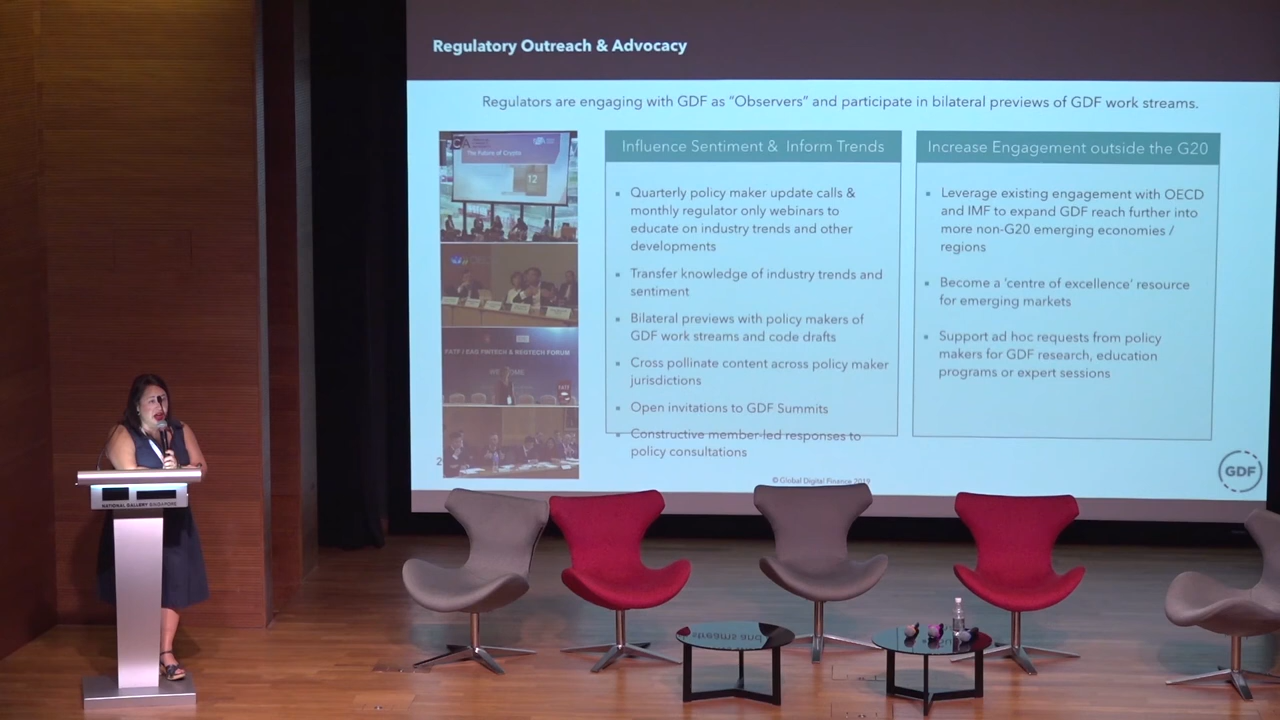 Regulatory Outreach & Advocacy
Regulators are engaging with GDF as “Observers” and participate in bilateral previews of GDF work streams.
The Future of Crypto
12
FATF / EAG FINTECH & REGTECH FORUM
Influence Sentiment & Inform Trends
Quarterly policy maker update calls &
monthly regulator only webinars to
educate on industry trends and other
developments
Transfer knowledge of industry trends and
sentiment
Bilateral previews with policy makers of
GDF work streams and code drafts
Cross pollinate content across policy maker
jurisdictions
Open invitations to GDF Summits
Constructive member-led responses to
policy consultations
Increase Engagement outside the G20
Leverage existing engagement with OECD
and IMF to expand GDF reach further into
more non-G20 emerging economies /
regions
Become a ‘centre of excellence’ resource
for emerging markets
Support ad hoc requests from policy
makers for GDF research, education
programs or expert sessions
2
© Global Digital Finance 2019
GDF
NATIONAL GALLERY SINGAPORE
streams and